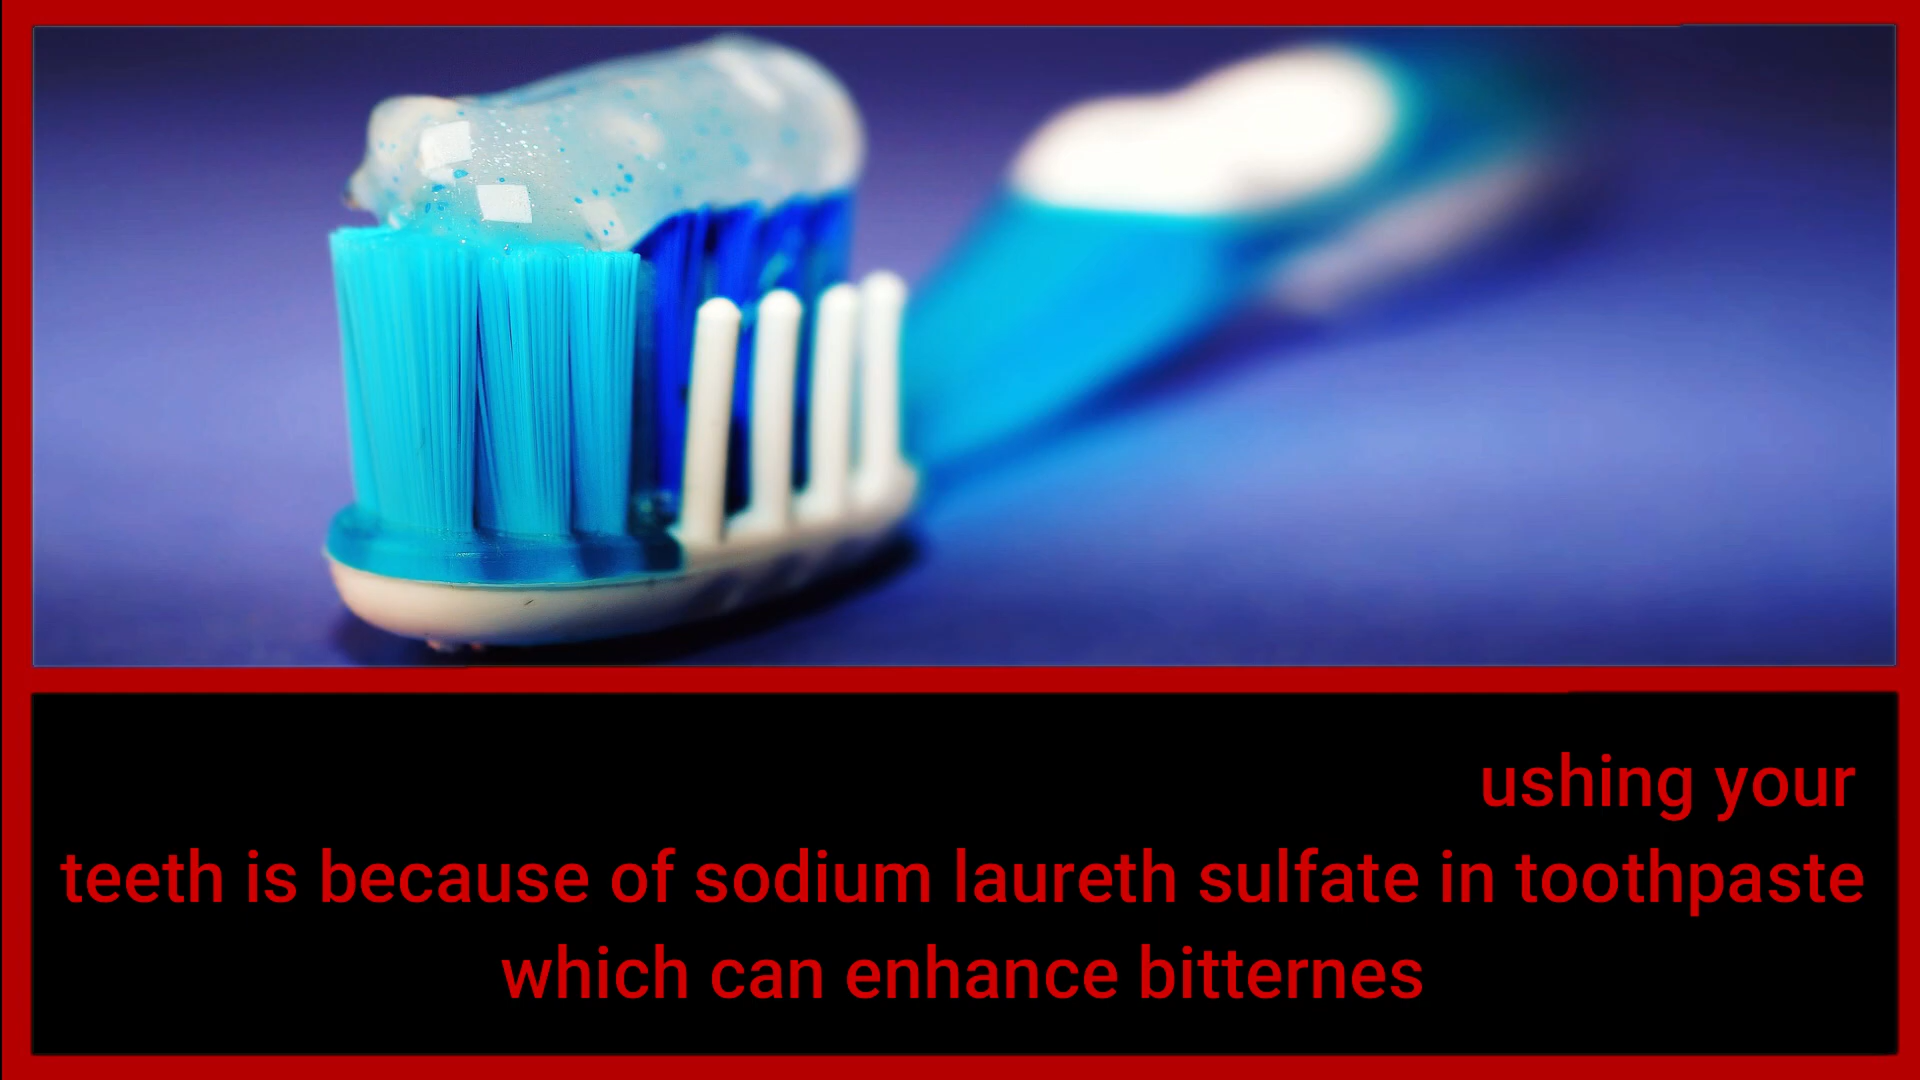 ushing your
teeth is because of sodium laureth sulfate in toothpaste
which can enhance bitternes